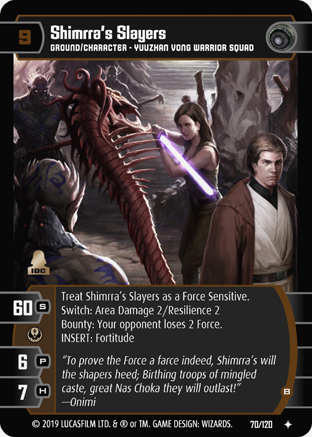 9
Shimrra's Slayers
GROUND/CHARACTER - YUUZHAN VONG WARRIOR SQUAD
IDC
60 S
6 P
7 H
Treat Shimrra's Slayers as a Force Sensitive.
Switch: Area Damage 2/Resilience 2
Bounty: Your opponent loses 2 Force.
INSERT: Fortitude
“To prove the Force a farce indeed, Shimrra's will
the shapers heed; Birthing troops of mingled
caste, great Nas Choka they will outlast!”
—Onimi
B
© 2019 LUCASFILM LTD. & ® or TM. GAME DESIGN: WIZARDS. 70/120